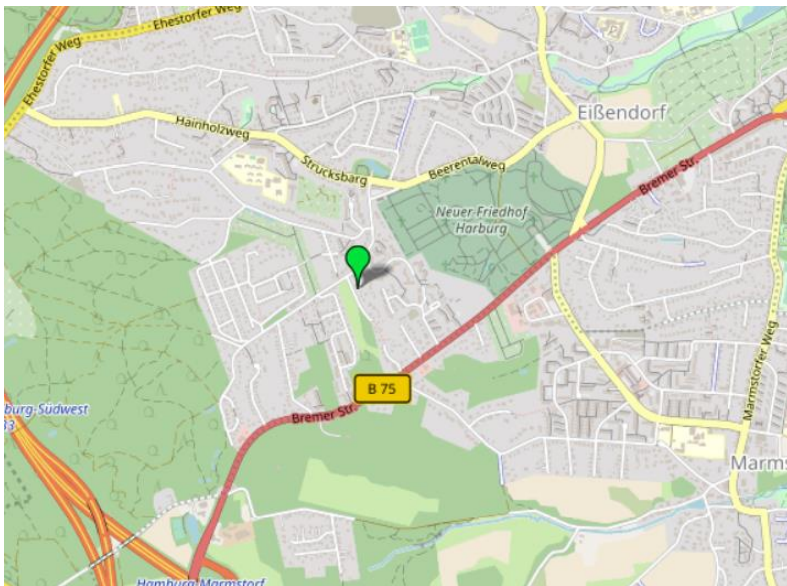 Ehestorfer Weg
Ehestorfer Weg
Hainholzweg
Strucksbarg
Beerentalweg
Eißendorf
Bremer Str.
Neuer Friedhof
Harburg
B 75
Bremer Str.
Marmstorfer Weg
burg-Südwest
33
Marms
Hamburg-Marmstorf